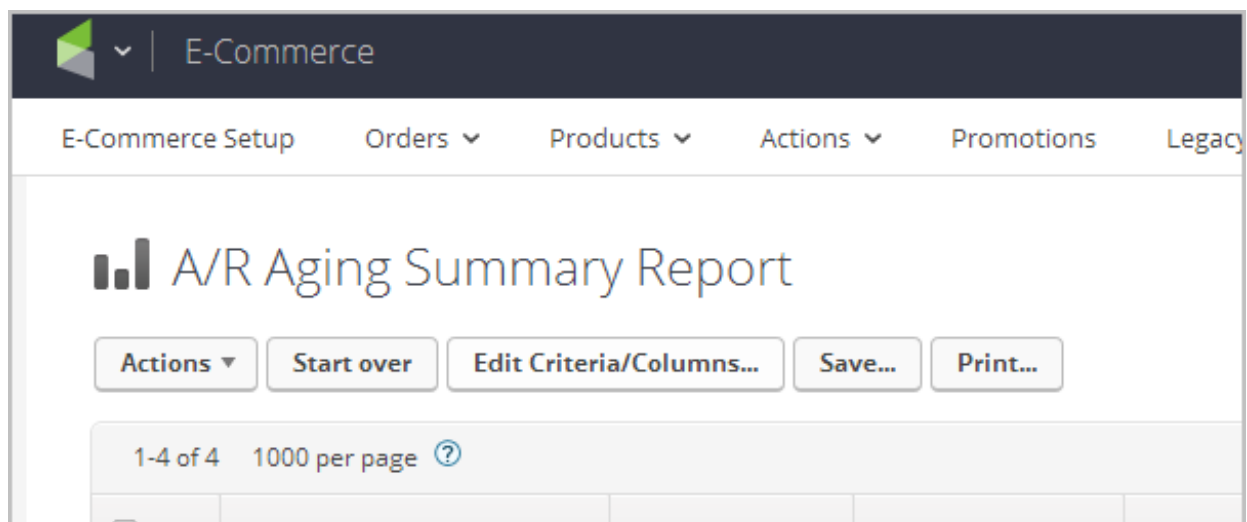 E-Commerce
E-Commerce Setup Orders Products Actions Promotions Legacy
A/R Aging Summary Report
Actions Start over Edit Criteria/Columns... Save... Print...
1-4 of 4 1000 per page ?